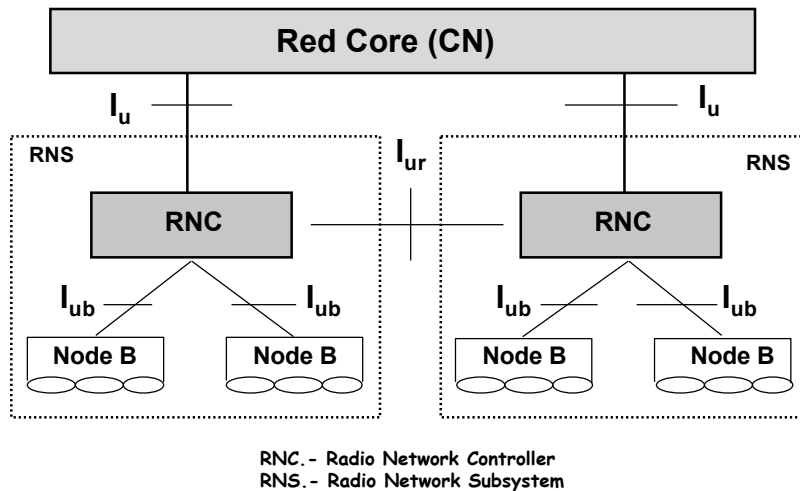 Red Core (CN)
Iu
Iu
RNS
Iur
RNS
RNC
RNC
Iub
Iub
Iub
Iub
Node B
Node B
Node B
Node B
RNC.- Radio Network Controller
RNS.- Radio Network Subsystem